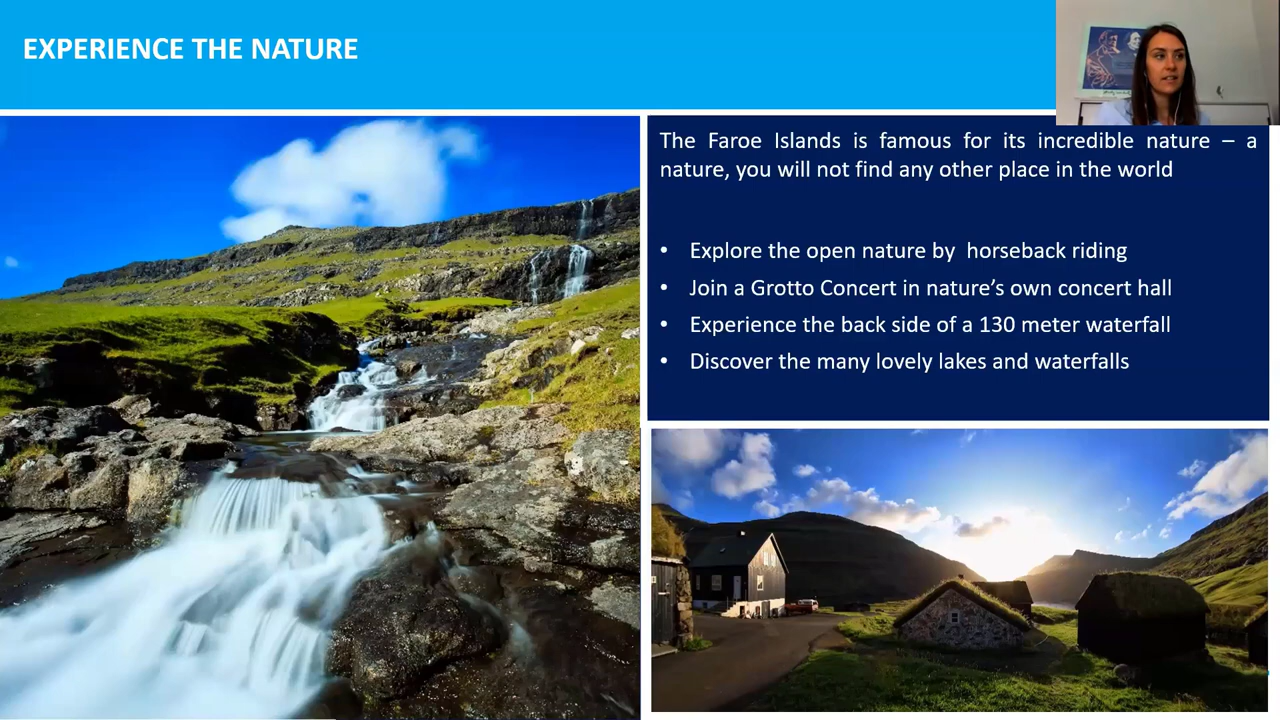 EXPERIENCE THE NATURE
The Faroe Islands is famous for its incredible nature – a
nature, you will not find any other place in the world
• Explore the open nature by  horseback riding
• Join a Grotto Concert in nature’s own concert hall
• Experience the back side of a 130 meter waterfall
• Discover the many lovely lakes and waterfalls